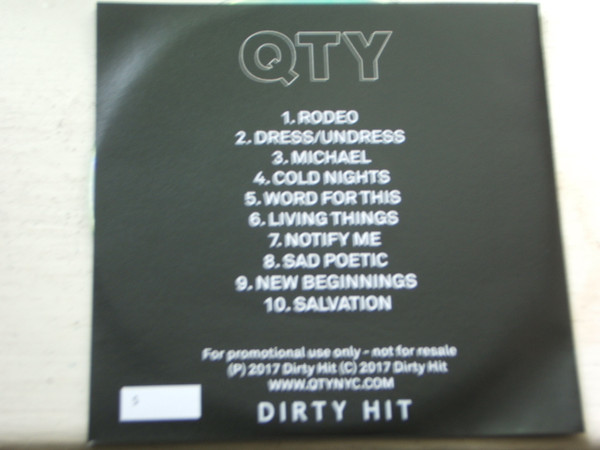 QTY
1. RODEO
2. DRESS/UNDRESS
3. MICHAEL
4. COLD NIGHTS
5. WORD FOR THIS
6. LIVING THINGS
7. NOTIFY ME
8. SAD POETIC
9. NEW BEGINNINGS
10. SALVATION
For promotional use only - not for resale
(P) 2017 Dirty Hit (C) 2017 Dirty Hit
WWW.QTYNYC.COM
DIRTY HIT